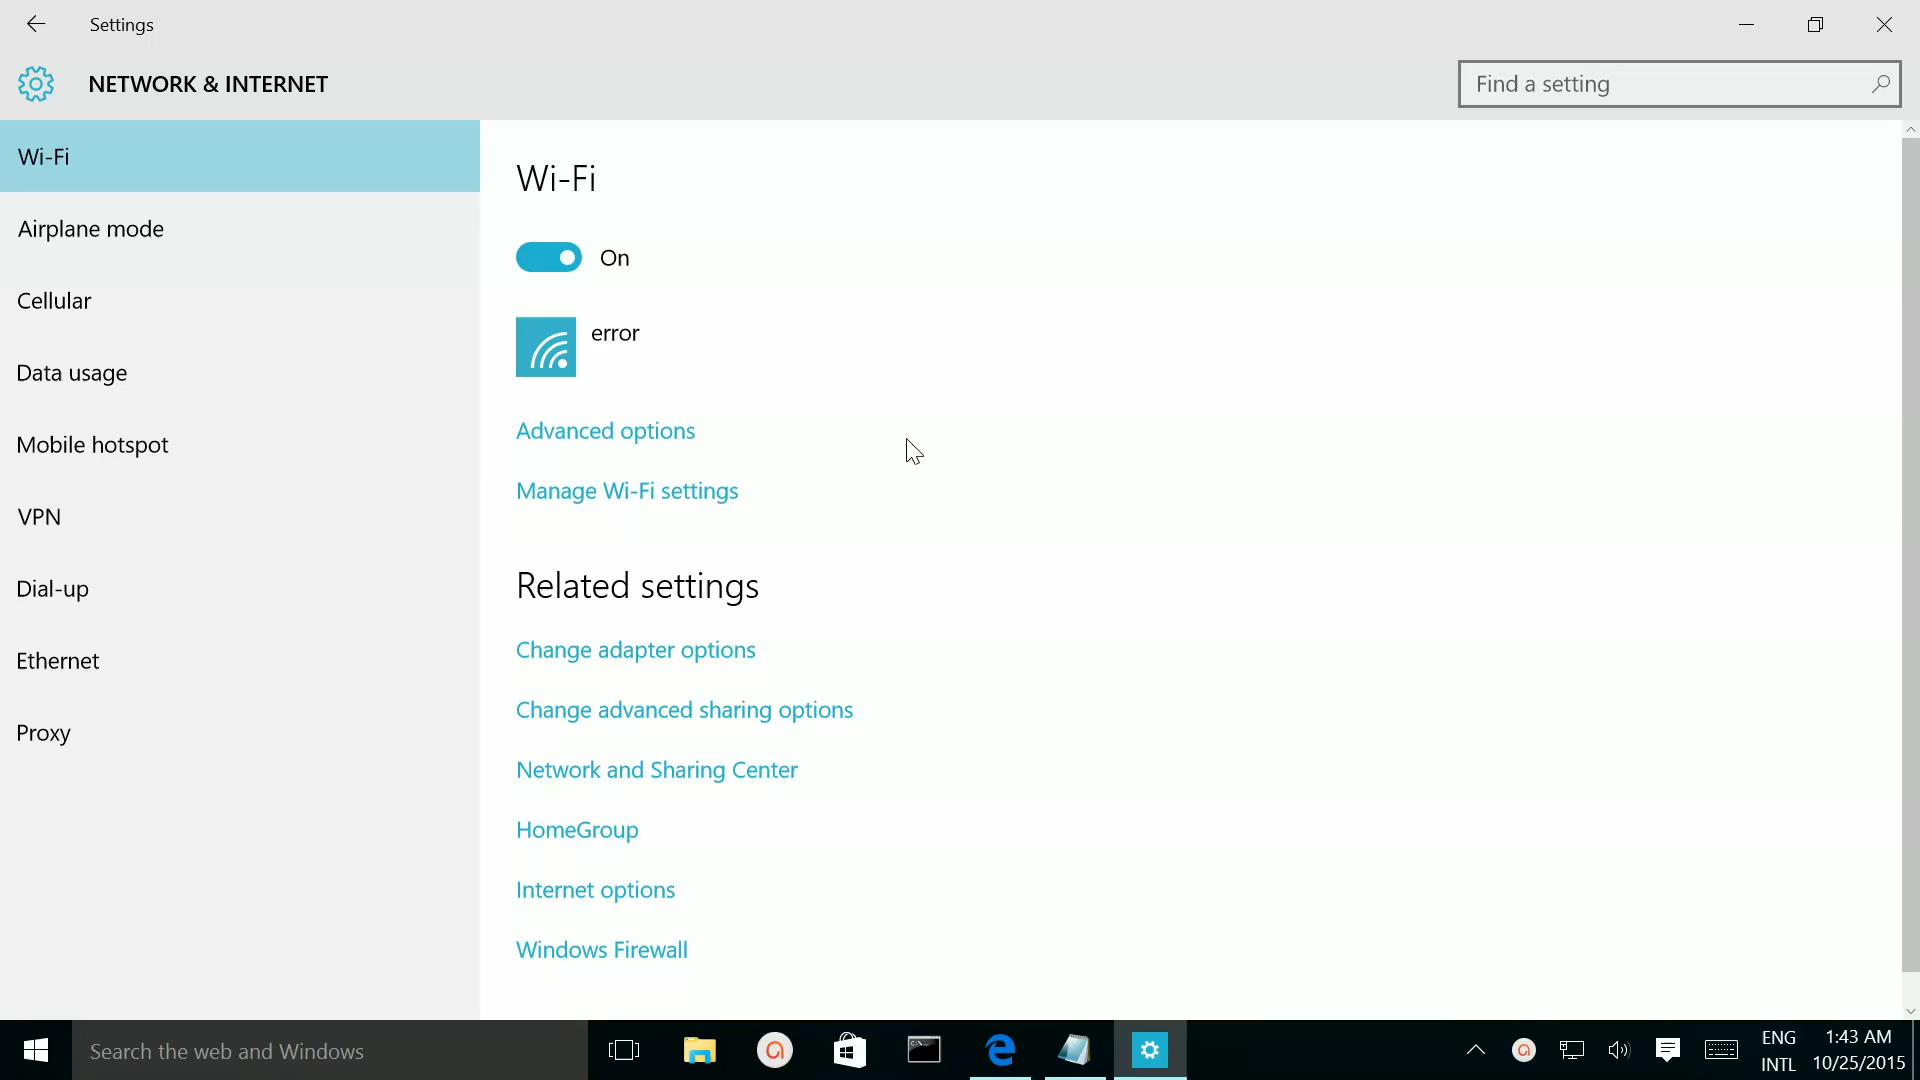 Settings
NETWORK & INTERNET
Find a setting
Wi-Fi
Airplane mode
Cellular
Data usage
Mobile hotspot
VPN
Dial-up
Ethernet
Proxy
Wi-Fi
On
error
Advanced options
Manage Wi-Fi settings
Related settings
Change adapter options
Change advanced sharing options
Network and Sharing Center
HomeGroup
Internet options
Windows Firewall
Search the web and Windows
ENG
INTL
1:43 AM
10/25/2015